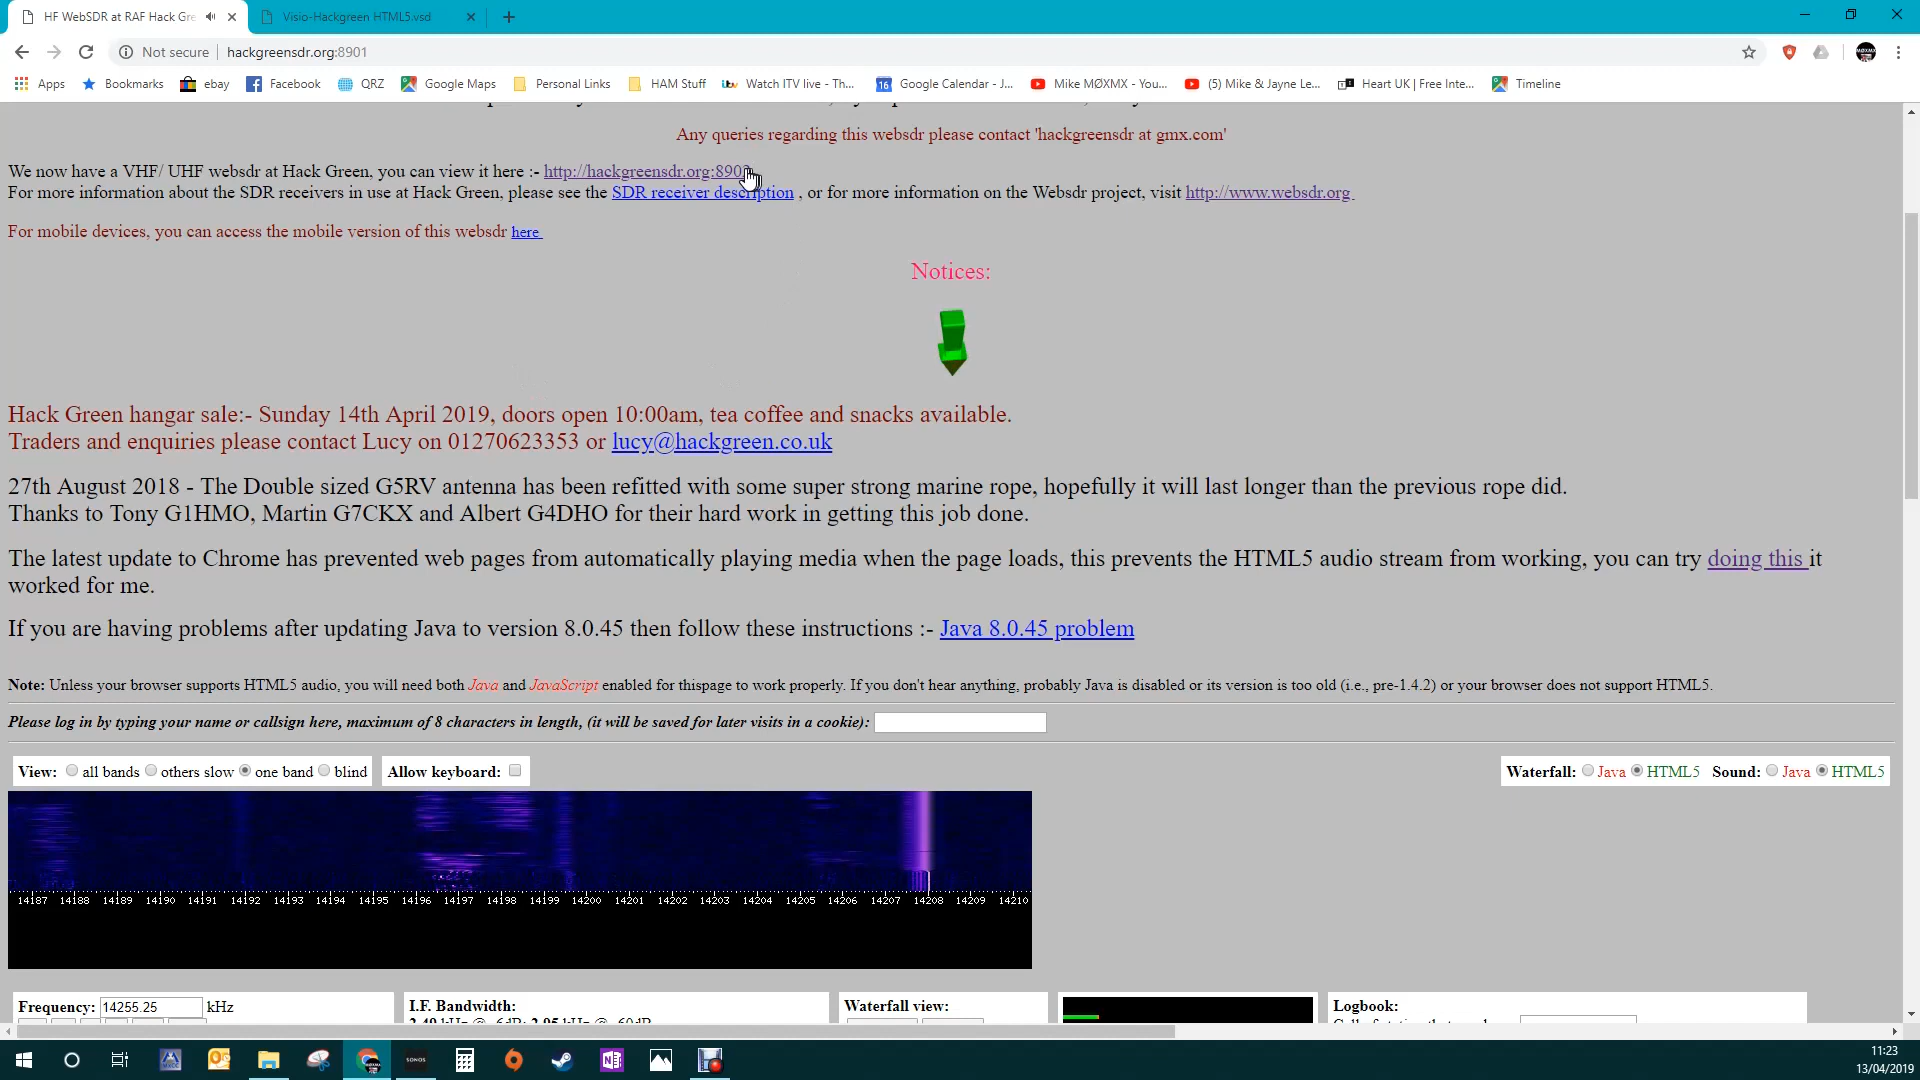 HF WebSDR at RAF Hack Gre
Visio-Hackgreen HTML5.vsd
Not secure
hackgreensdr.org:8901
Apps
Bookmarks
ebay
Facebook
QRZ
Google Maps
Personal Links
HAM Stuff
Watch ITV live - Th...
Google Calendar - J...
Mike MØXMX - You...
(5) Mike & Jayne Le...
Heart UK | Free Inte...
Timeline
Any queries regarding this websdr please contact 'hackgreensdr at gmx.com'
We now have a VHF/ UHF websdr at Hack Green, you can view it here :- http://hackgreensdr.org:8902
For more information about the SDR receivers in use at Hack Green, please see the SDR receiver description , or for more information on the Websdr project, visit http://www.websdr.org
For mobile devices, you can access the mobile version of this websdr here
Notices:
Hack Green hangar sale:- Sunday 14th April 2019, doors open 10:00am, tea coffee and snacks available.
Traders and enquiries please contact Lucy on 01270623353 or lucy@hackgreen.co.uk
27th August 2018 - The Double sized G5RV antenna has been refitted with some super strong marine rope, hopefully it will last longer than the previous rope did.
Thanks to Tony G1HMO, Martin G7CKX and Albert G4DHO for their hard work in getting this job done.
The latest update to Chrome has prevented web pages from automatically playing media when the page loads, this prevents the HTML5 audio stream from working, you can try doing this it
worked for me.
If you are having problems after updating Java to version 8.0.45 then follow these instructions :- Java 8.0.45 problem
Note: Unless your browser supports HTML5 audio, you will need both Java and JavaScript enabled for thispage to work properly. If you don't hear anything, probably Java is disabled or its version is too old (i.e., pre-1.4.2) or your browser does not support HTML5.
Please log in by typing your name or callsign here, maximum of 8 characters in length, (it will be saved for later visits in a cookie):
View: all bands others slow one band blind
Allow keyboard:
Waterfall: Java HTML5 Sound: Java HTML5
14187 14188 14189 14190 14191 14192 14193 14194 14195 14196 14197 14198 14199 14200 14201 14202 14203 14204 14205 14206 14207 14208 14209 14210
Frequency: 14255.25 kHz
I.F. Bandwidth:
Waterfall view:
Logbook:
SONOS
11:23
13/04/2019